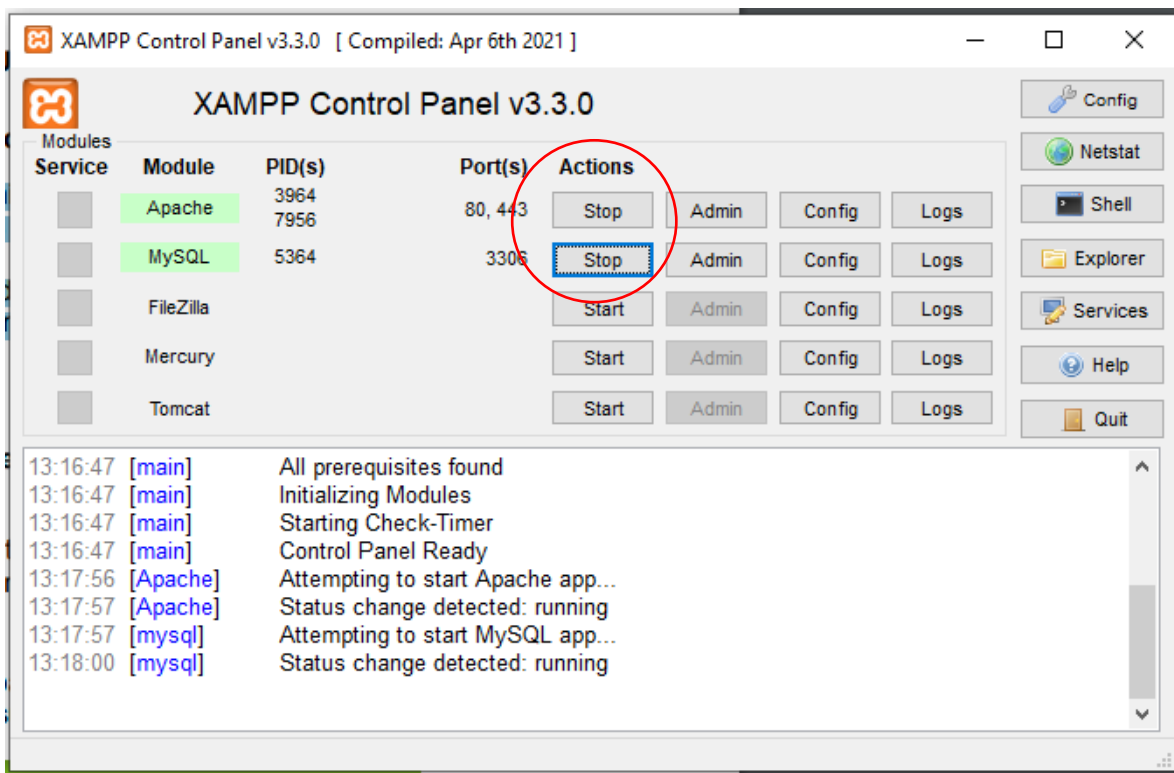 XAMPP Control Panel v3.3.0 [ Compiled: Apr 6th 2021 ]
XAMPP Control Panel v3.3.0
Config
Modules
Service Module PID(s) Port(s) Actions
Netstat
Apache 3964 7956 80, 443 Stop Admin Config Logs
Shell
MySQL 5364 3306 Stop Admin Config Logs
Explorer
FileZilla Start Admin Config Logs
Services
Mercury Start Admin Config Logs
Help
Tomcat Start Admin Config Logs
Quit
13:16:47 [main] All prerequisites found
13:16:47 [main] Initializing Modules
13:16:47 [main] Starting Check-Timer
13:16:47 [main] Control Panel Ready
13:17:56 [Apache] Attempting to start Apache app...
13:17:57 [Apache] Status change detected: running
13:17:57 [mysql] Attempting to start MySQL app...
13:18:00 [mysql] Status change detected: running